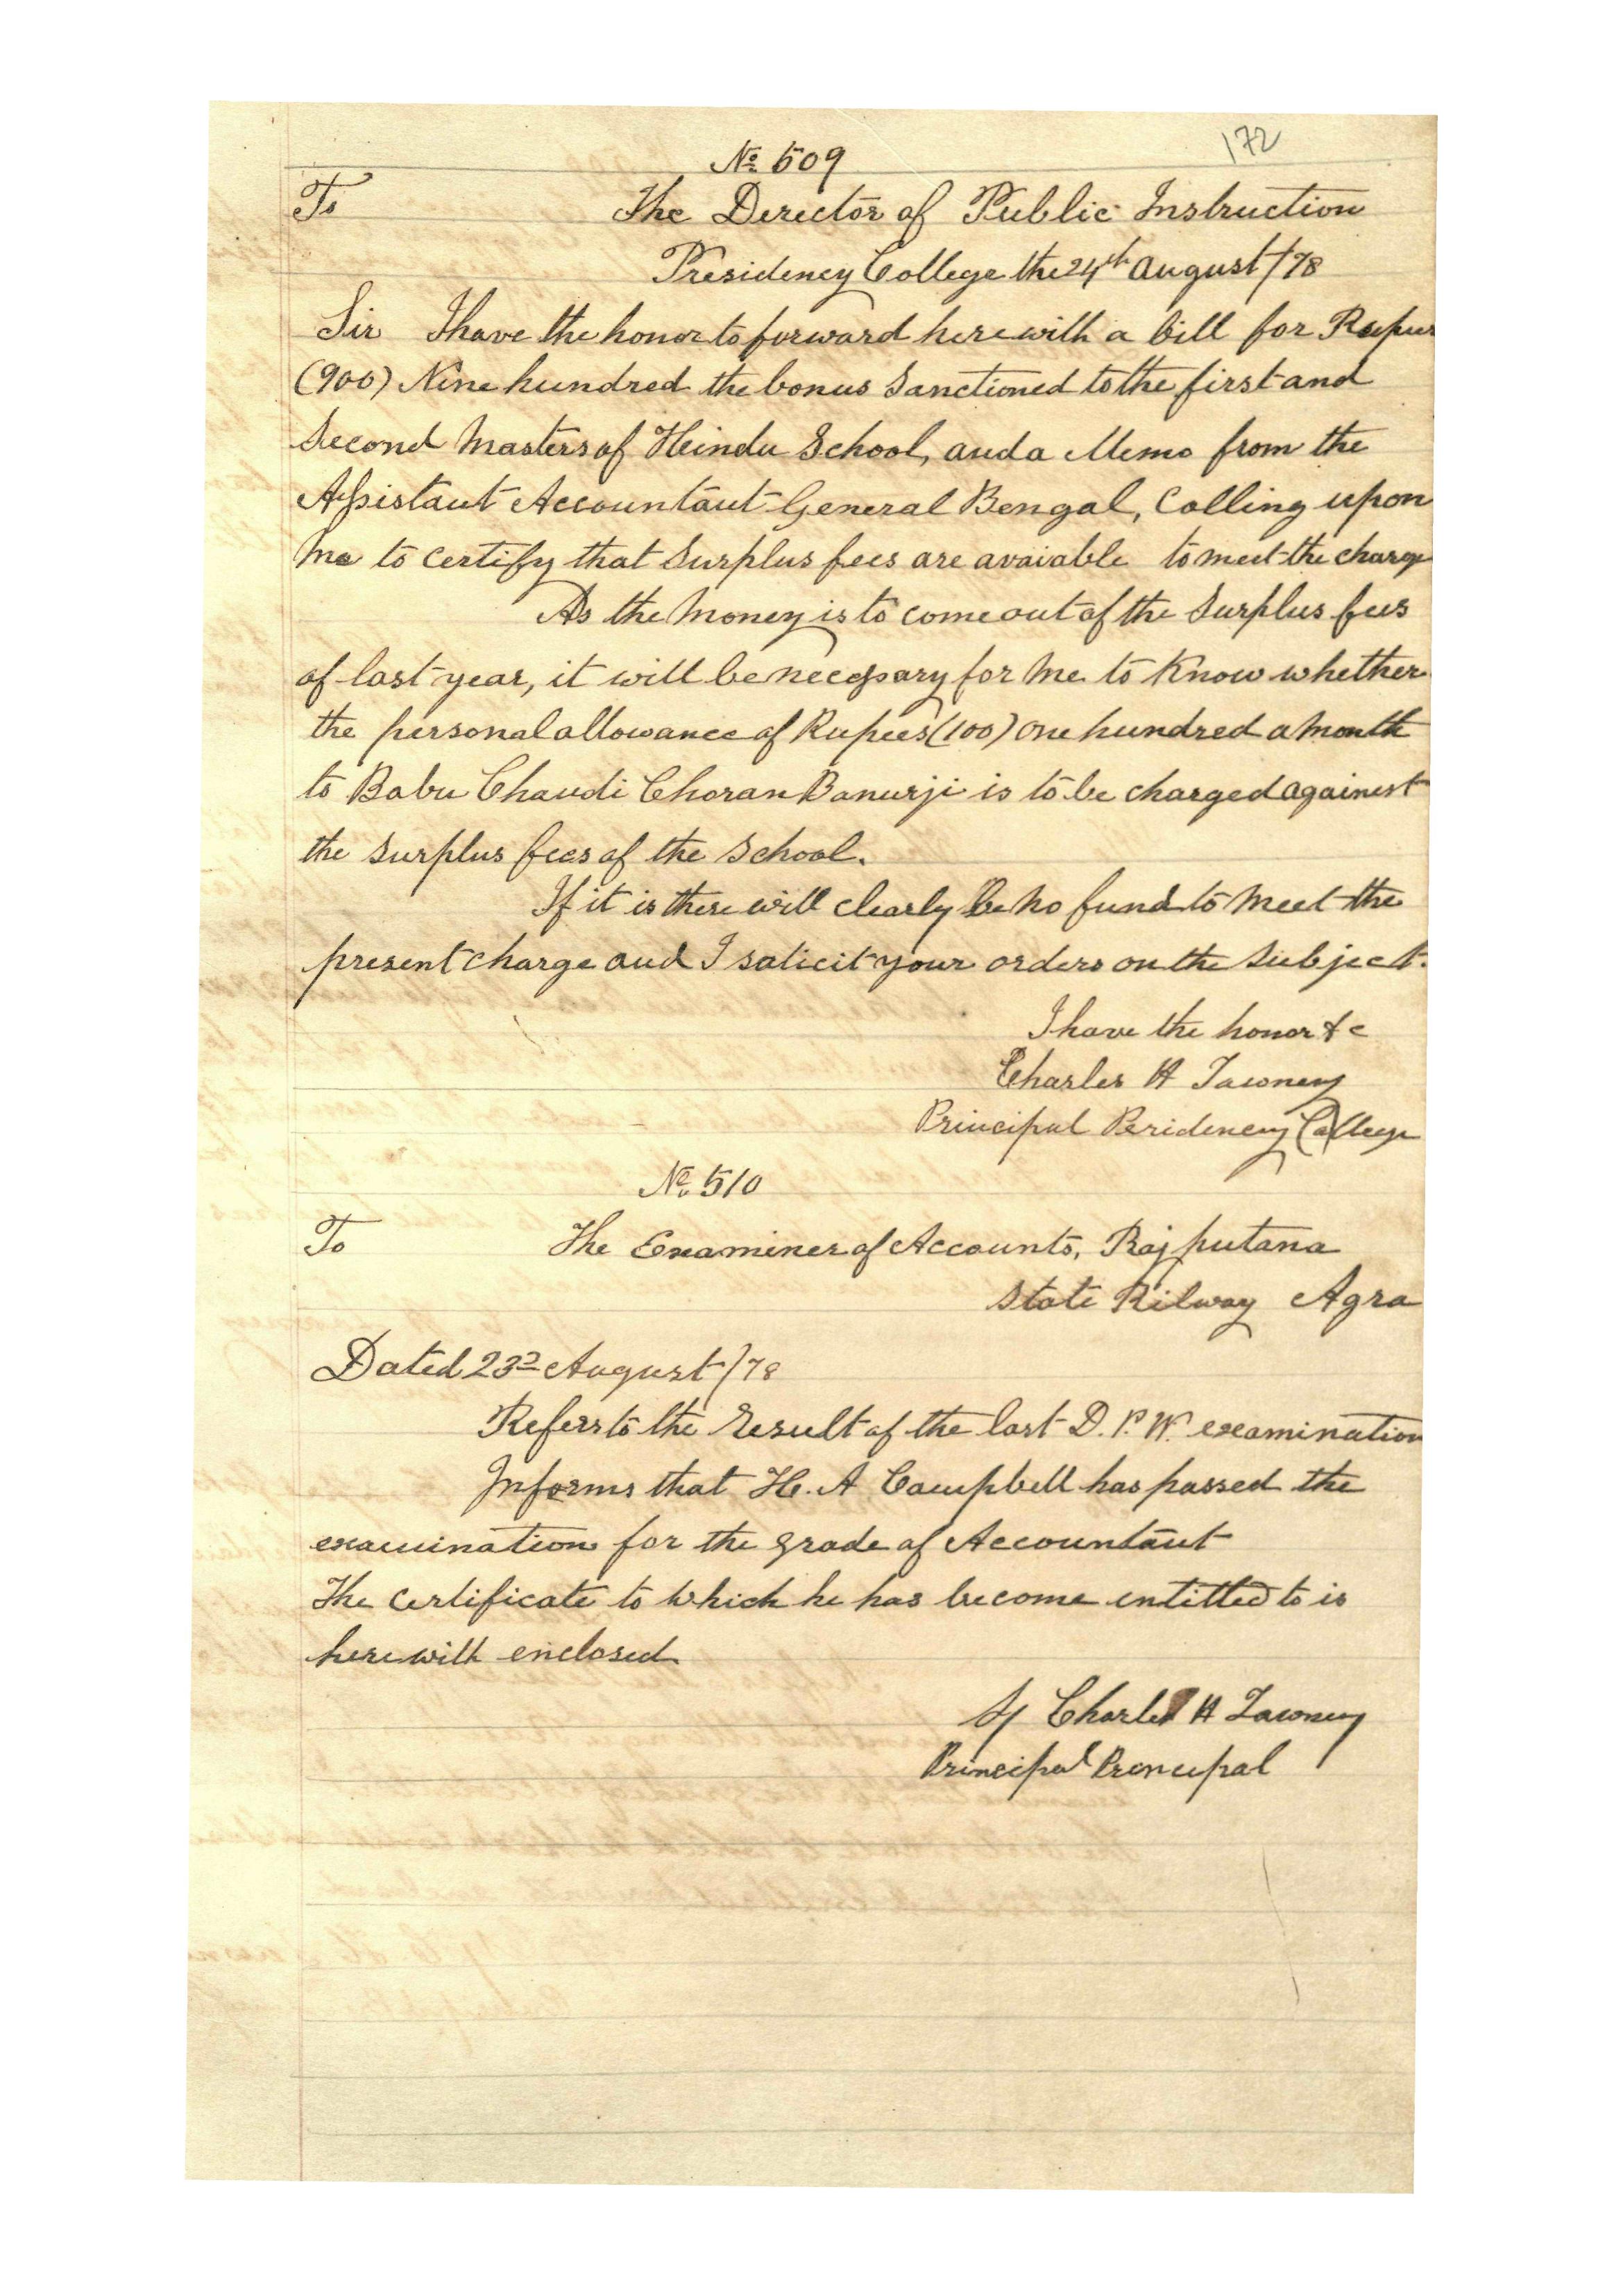 172
No 509
To The Director of Public Instruction
Presidency College the 24th August /78
Sir I have the honor to forward herewith a bill for Rupees
(900) Nine hundred the bonus Sanctioned to the first and
Second Masters of Hindu School, and a Memo from the
Assistant Accountant General Bengal, Calling upon
me to certify that Surplus fees are avaiable to meet the charge
As the Money is to come out of the Surplus fees
of last year, it will be necessary for me to Know whether
the personal allowance of Rupees (100) One hundred a month
to Babu Chandi Choran Banurji is to be charged against
the Surplus fees of the School.
If it is there will clearly be no fund to meet the
present charge and I solicit your orders on the Subject.
I have the honor &c
Charles H Tawney
Principal Peridency College
No. 510
To The Examiner of Accounts, Rajputana
State Rilway Agra
Dated 23d August /78
Refers to the Result of the last D. P. W. examination
Informs that H. A Campbell has passed the
examination for the grade of Accountant
The Certificate to which he has become entitled to is
herewith enclosed
Sy Charles H Tawney
Principal Prencipal